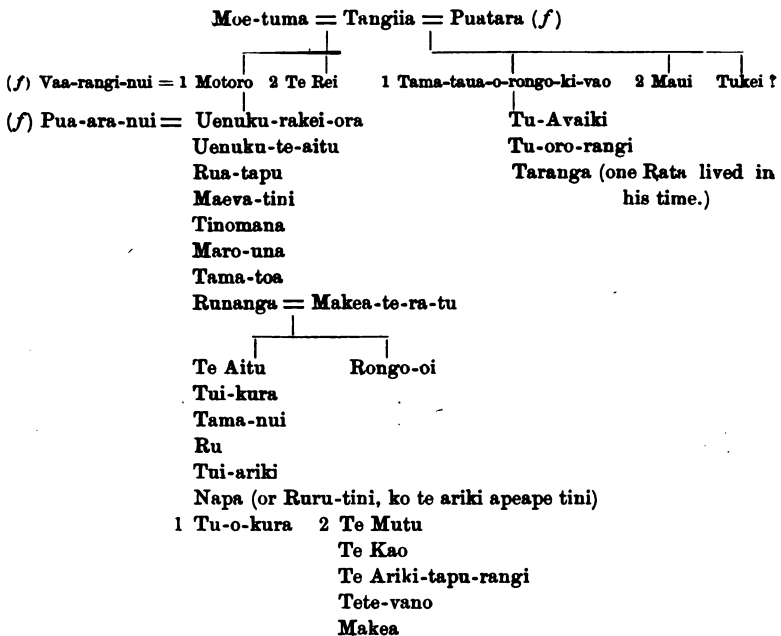 Moe-tuma = Tangiia = Puatara (f)
(f) Vaa-rangi-nui = 1 Motoro 2 Te Rei 1 Tama-taua-o-rongo-ki-vao 2 Maui Tukei ?
(f) Pua-ara-nui = Uenuku-rakei-ora Tu-Avaiki
Uenuku-te-aitu Tu-oro-rangi
Rua-tapu Taranga (one Rata lived in
Maeva-tini his time.)
Tinomana
Maro-una
Tama-toa
Runanga = Makea-te-ra-tu
Te Aitu Rongo-oi
Tui-kura
Tama-nui
Ru
Tui-ariki
Napa (or Ruru-tini, ko te ariki apeape tini)
1 Tu-o-kura 2 Te Mutu
Te Kao
Te Ariki-tapu-rangi
Tete-vano
Makea